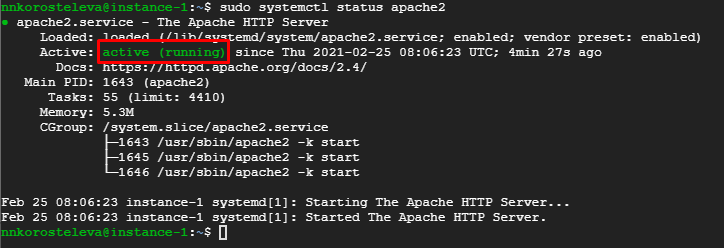 nnkorosteleva@instance-1:~$ sudo systemctl status apache2
● apache2.service - The Apache HTTP Server
Loaded: loaded (/lib/systemd/system/apache2.service; enabled; vendor preset: enabled)
Active: active (running) since Thu 2021-02-25 08:06:23 UTC; 4min 27s ago
Docs: https://httpd.apache.org/docs/2.4/
Main PID: 1643 (apache2)
Tasks: 55 (limit: 4410)
Memory: 5.3M
CGroup: /system.slice/apache2.service
├─1643 /usr/sbin/apache2 -k start
├─1645 /usr/sbin/apache2 -k start
└─1646 /usr/sbin/apache2 -k start
Feb 25 08:06:23 instance-1 systemd[1]: Starting The Apache HTTP Server...
Feb 25 08:06:23 instance-1 systemd[1]: Started The Apache HTTP Server.
nnkorosteleva@instance-1:~$